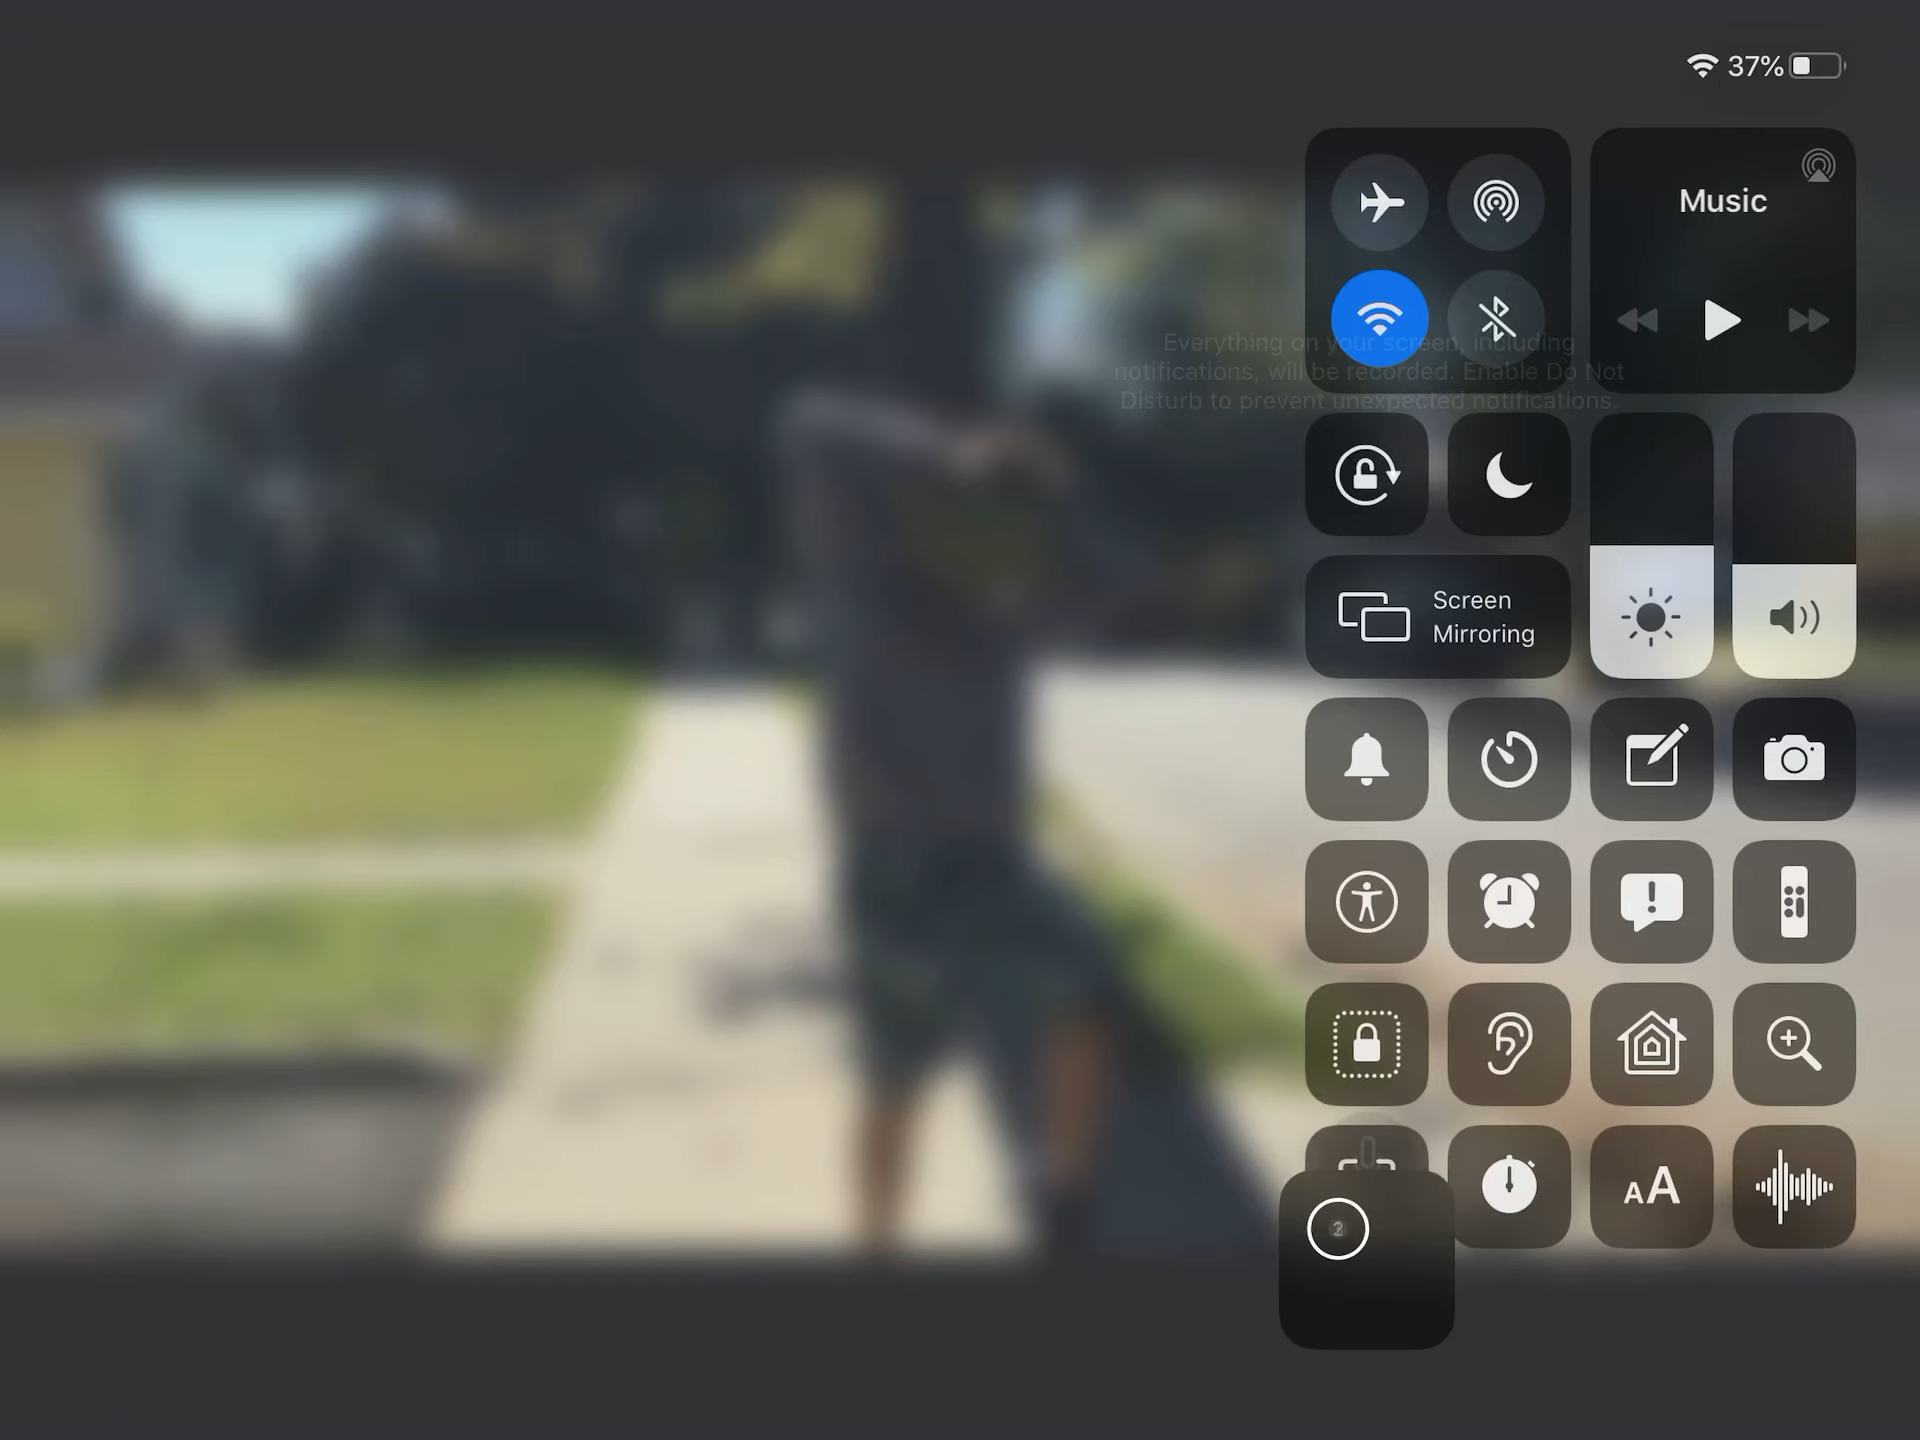 37%
Music
Everything on your screen, including
notifications, will be recorded. Enable Do Not
Disturb to prevent unexpected notifications.
Screen
Mirroring
AA